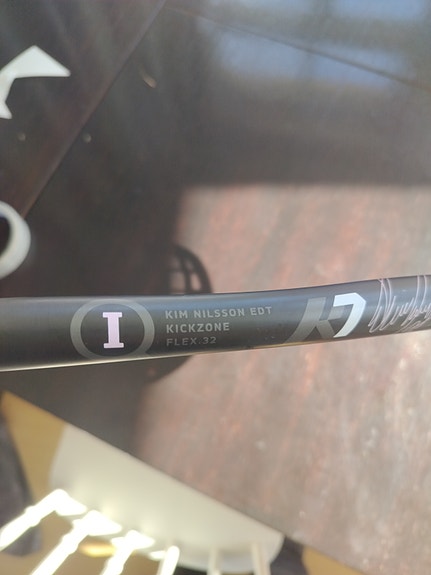 I
KIM NILSSON EDT
KICKZONE
FLEX.32